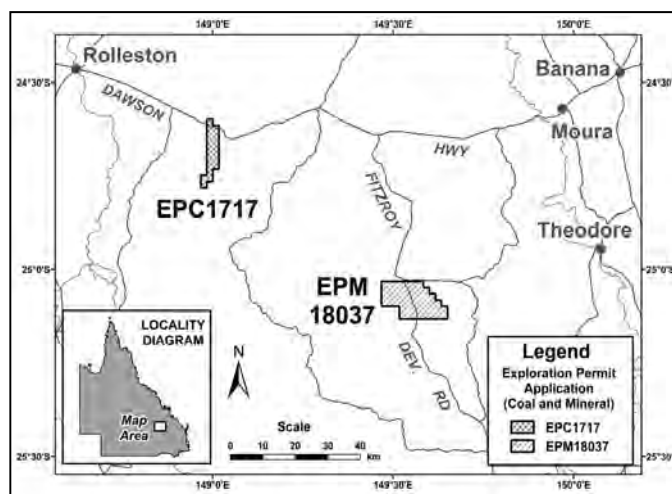 149°0'E
149°30'E
150°0'E
Rolleston
Banana
24°30'S
24°30'S
DAWSON
Moura
HWY
EPC1717
FITZROY
Theodore
25°0'S
25°0'S
EPM
18037
LOCALITY
DIAGRAM
Map
Area
N
DEV.
RD
Legend
Exploration Permit
Application
(Coal and Mineral)
EPC1717
EPM18037
Scale
0 10 20 30 40
km
25°30'S
25°30'S
149°0'E
149°30'E
150°0'E